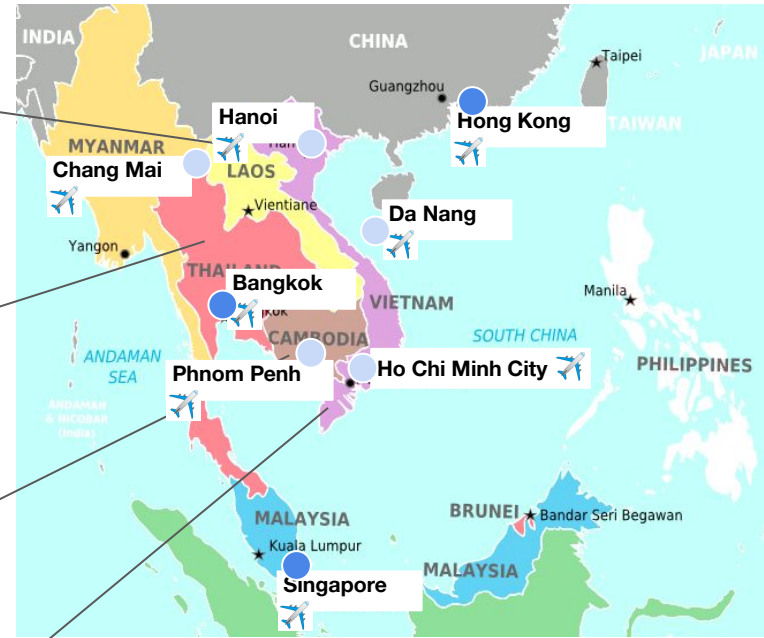 INDIA
CHINA
JAPAN
Taipei
Guangzhou
Hanoi
Han
Hong Kong
TAIWAN
MYANMAR
Chang Mai
LAOS
Vientiane
Da Nang
Yangon
THAILAND
Bangkok
kok
VIETNAM
Manila
CAMBODIA
SOUTH CHINA
ANDAMAN
SEA
Phnom Penh
Ho Chi Minh City
PHILIPPINES
ANDAMAN
& NICOBAR
(India)
MALAYSIA
BRUNEI
Bandar Seri Begawan
Kuala Lumpur
MALAYSIA
Singapore